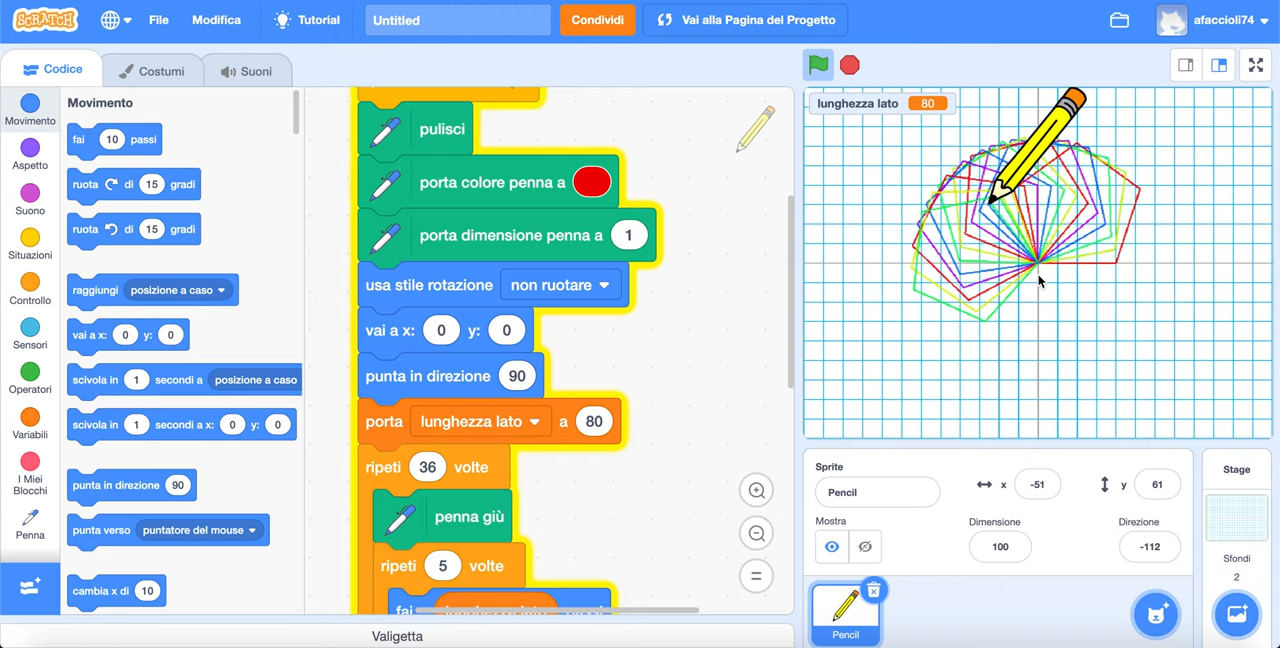 SCRATCH
File
Modifica
Tutorial
Untitled
Condividi
Vai alla Pagina del Progetto
afaccioli74
Codice
Costumi
Suoni
Movimento
Aspetto
Suono
Situazioni
Controllo
Sensori
Operatori
Variabili
I Miei
Blocchi
Penna
Movimento
fai 10 passi
ruota di 15 gradi
ruota di 15 gradi
raggiungi posizione a caso
vai a x: 0 y: 0
scivola in 1 secondi a posizione a caso
scivola in 1 secondi a x: 0 y: 0
punta in direzione 90
punta verso puntatore del mouse
cambia x di 10
pulisci
porta colore penna a
porta dimensione penna a 1
usa stile rotazione non ruotare
vai a x: 0 y: 0
punta in direzione 90
porta lunghezza lato a 80
ripeti 36 volte
penna giù
ripeti 5 volte
fai lunghezza lato passi
Valigetta
lunghezza lato 80
Sprite
Pencil
x -51
y 61
Mostra
Dimensione
100
Direzione
-112
Pencil
Stage
Sfondi
2